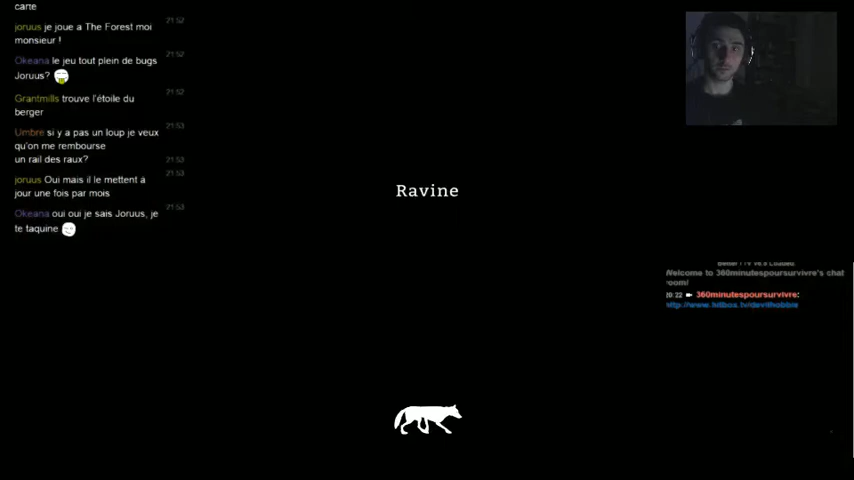 carte
joruus je joue a The Forest moi 21:52
monsieur !
Okeana le jeu tout plein de bugs 21:52
Joruus?
Grantmills trouve l'étoile du 21:52
berger
Umbre si y a pas un loup je veux 21:53
qu'on me rembourse
un rail des raux? 21:53
joruus Oui mais il le mettent à 21:53
jour une fois par mois
Okeana oui oui je sais Joruus, je 21:53
te taquine
Ravine
Welcome to 360minutespoursurvivre's chat
room!
20:22 360minutespoursurvivre: